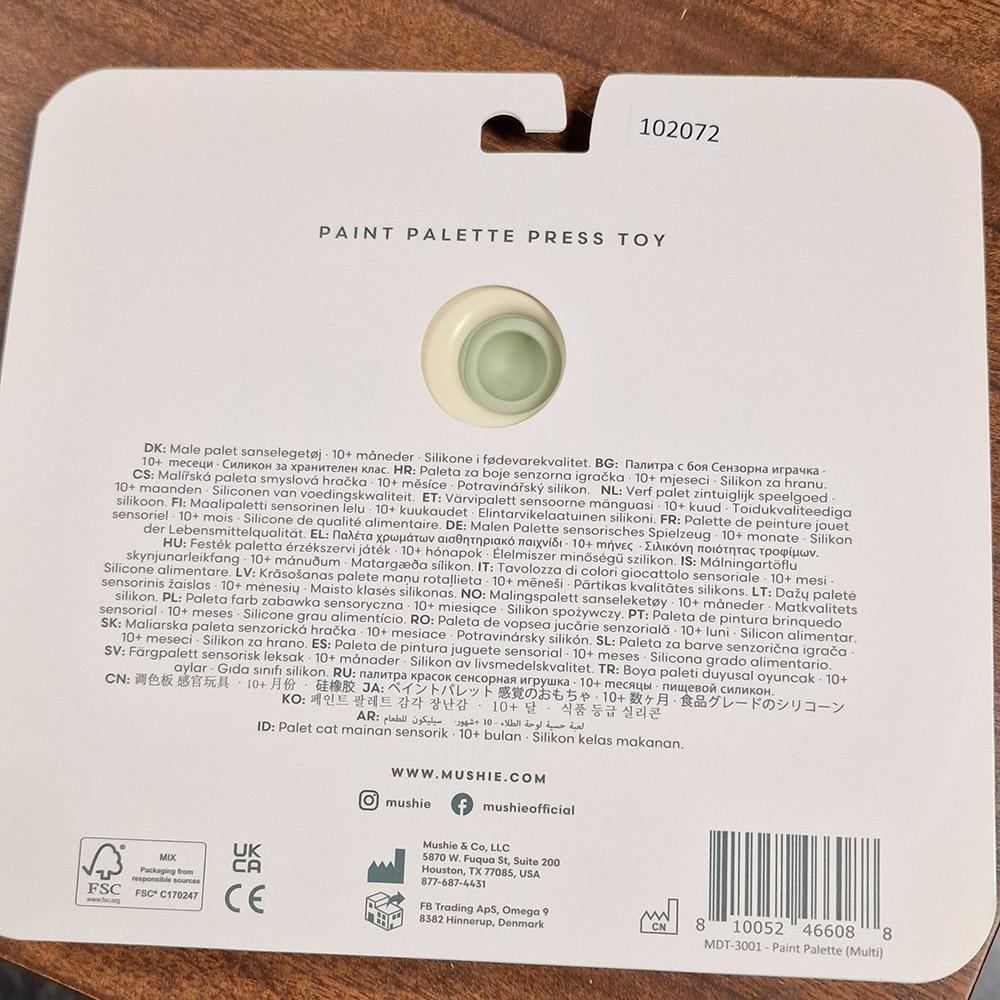 102072
PAINT PALETTE PRESS TOY
DK: Male palet sanselegetøj · 10+ måneder · Silikone i fødevarekvalitet. BG: Палитра с боя Сензорна играчка ·
10+ месеци · Силикон за хранителен клас. HR: Paleta za boje senzorna igračka · 10+ mjeseci · Silikon za hranu.
CS: Malířská paleta smyslová hračka · 10+ měsíce · Potravinářský silikon. NL: Verf palet zintuiglijk speelgoed ·
10+ maanden · Siliconen van voedingskwaliteit. ET: Värvipalett sensoorne mänguasi · 10+ kuud · Toidukvaliteediga
silikoon. FI: Maalipaletti sensorinen lelu · 10+ kuukaudet · Elintarvikelaatuinen silikoni. FR: Palette de peinture jouet
sensoriel · 10+ mois · Silicone de qualité alimentaire. DE: Malen Palette sensorisches Spielzeug · 10+ monate · Silikon
der Lebensmittelqualität. EL: Παλέτα χρωμάτων αισθητηριακό παιχνίδι · 10+ μήνες · Σιλικόνη ποιότητας τροφίμων.
HU: Festék paletta érzékszervi játék · 10+ hónapok · Élelmiszer minőségű szilikon. IS: Málningartöflu
skynjunarleikfang · 10+ mánuðum · Matargæða sílikon. IT: Tavolozza di colori giocattolo sensoriale · 10+ mesi ·
Silicone alimentare. LV: Krāsošanas palete maņu rotaļlieta · 10+ mēneši · Pārtikas kvalitātes silikons. LT: Dažų paletė
sensorinis žaislas · 10+ mėnesių · Maisto klasės silikonas. NO: Malingspalett sanseleketøy · 10+ måneder · Matkvalitets
silikon. PL: Paleta farb zabawka sensoryczna · 10+ miesiące · Silikon spożywczy. PT: Paleta de pintura brinquedo
sensorial · 10+ meses · Silicone grau alimentício. RO: Paleta de vopsea jucărie senzorială · 10+ luni · Silicon alimentar.
SK: Maliarska paleta senzorická hračka · 10+ mesiace · Potravinársky silikón. SL: Paleta za barve senzorična igrača ·
10+ meseci · Silikon za hrano. ES: Paleta de pintura juguete sensorial · 10+ meses · Silicona grado alimentario.
SV: Färgpalett sensorisk leksak · 10+ månader · Silikon av livsmedelskvalitet. TR: Boya paleti duyusal oyuncak · 10+
aylar · Gıda sınıfı silikon. RU: палитра красок сенсорная игрушка · 10+ месяцы · пищевой силикон.
CN: 调色板 感官玩具 · 10+ 月份 · 硅橡胶 JA: ペイントパレット 感覚のおもちゃ · 10+ 数ヶ月 · 食品グレードのシリコーン
KO: 페인트 팔레트 감각 장난감 · 10+ 달 · 식품 등급 실리콘
AR: لعبة حسية لوحة الطلاء · 10 +شهور · سيليكون للطعام
ID: Palet cat mainan sensorik · 10+ bulan · Silikon kelas makanan.
WWW.MUSHIE.COM
mushie mushieofficial
FSC
www.fsc.org
MIX
Packaging from
responsible sources
FSC® C170247
UK
CA
CE
Mushie & Co, LLC
5870 W. Fuqua St, Suite 200
Houston, TX 77085, USA
877-687-4431
FB Trading ApS, Omega 9
8382 Hinnerup, Denmark
CN
8 10052 46608 8
MDT-3001 - Paint Palette (Multi)